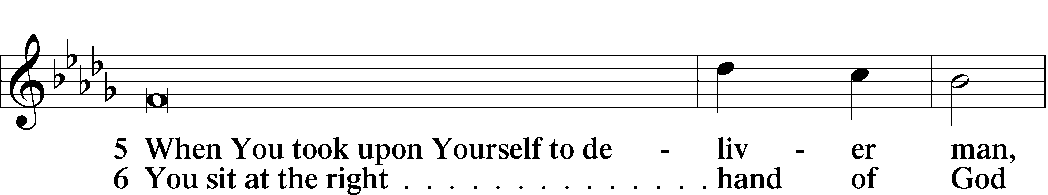 5 When You took upon Yourself to de - liv - er man,
6 You sit at the right . . . . . . . . . . . . . . hand of God